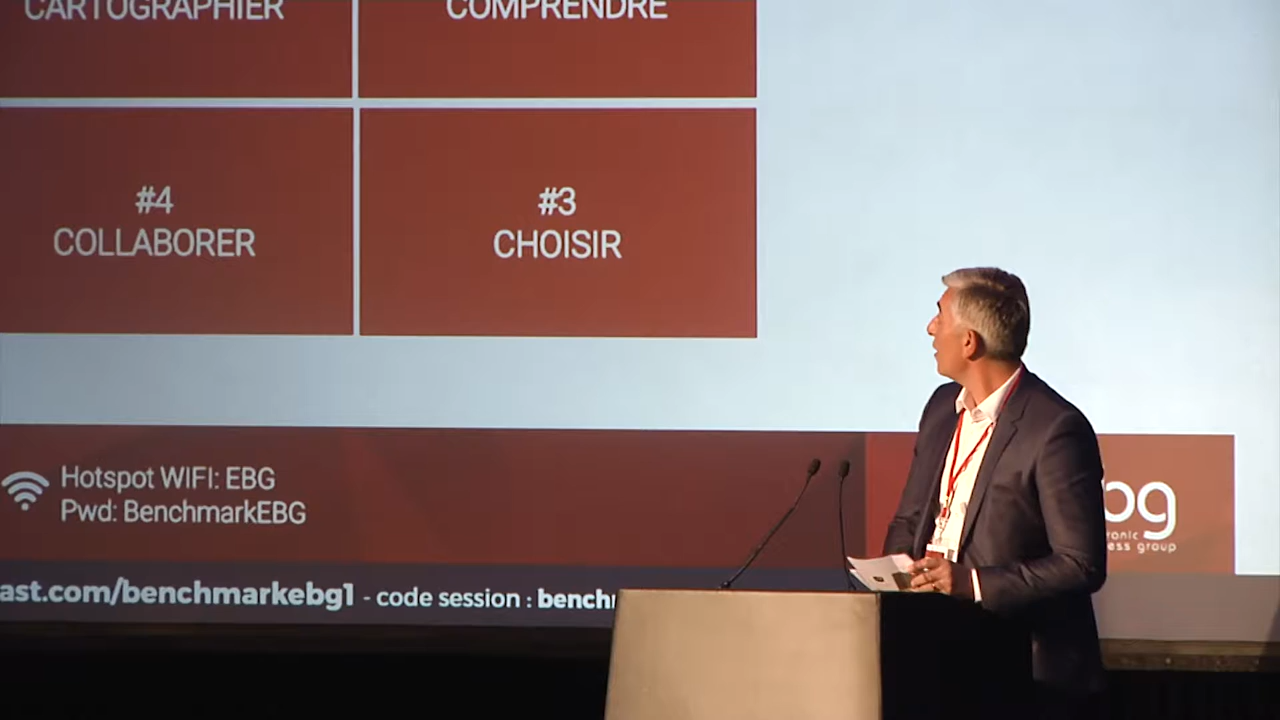 CARTOGRAPHIER
COMPRENDRE
#4
COLLABORER
#3
CHOISIR
Hotspot WIFI: EBG
Pwd: BenchmarkEBG
bg
ess group
ast.com/benchmarkebg1 - code session : bench